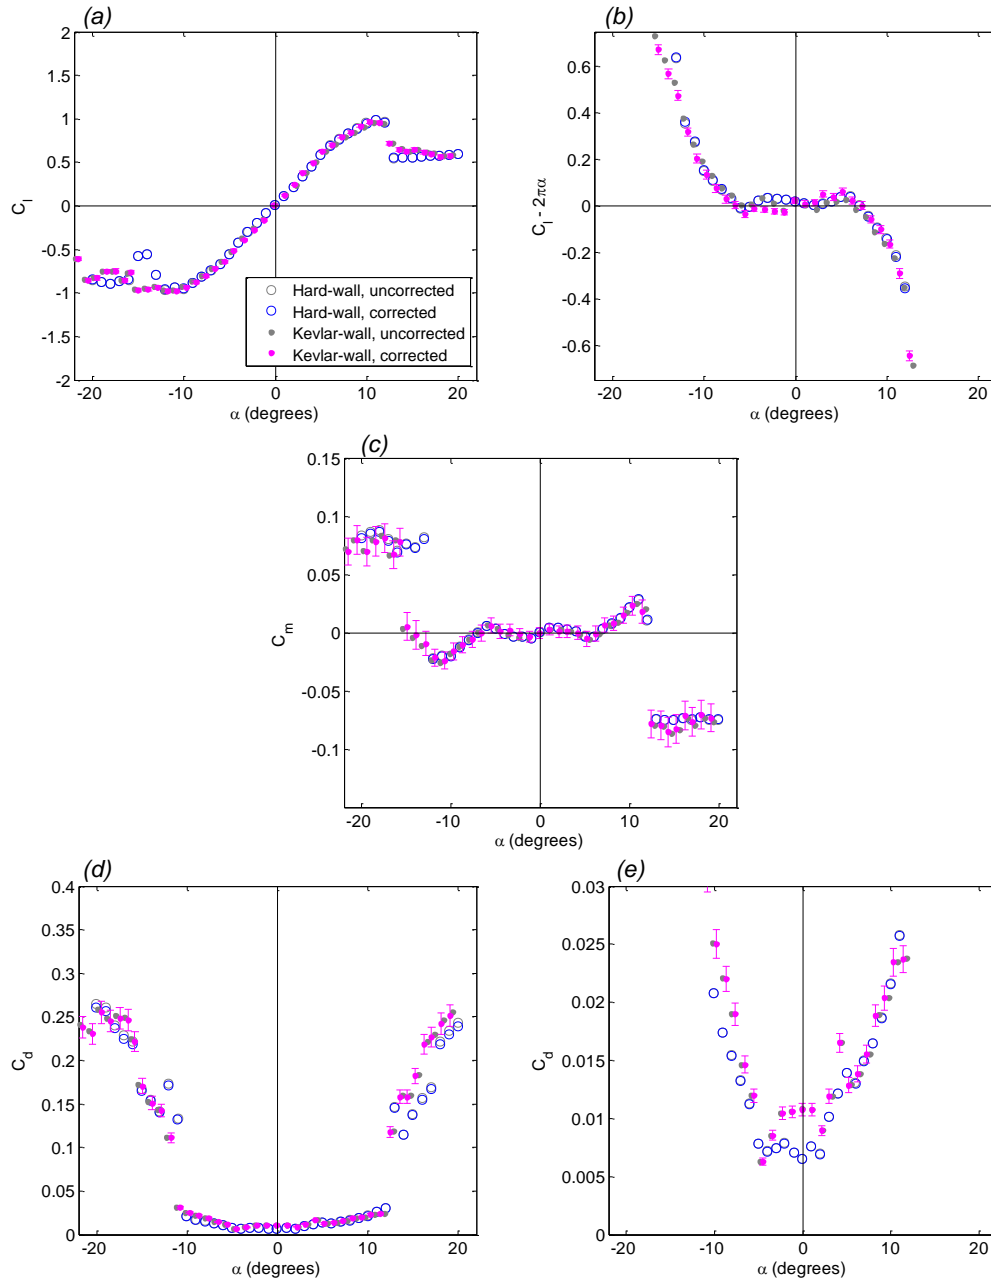 (a)
2
1.5
1
0.5
0
-0.5
-1
-1.5
-2
C_l
-20 -10 0 10 20
α (degrees)
Hard-wall, uncorrected
Hard-wall, corrected
Kevlar-wall, uncorrected
Kevlar-wall, corrected
(b)
0.6
0.4
0.2
0
-0.2
-0.4
-0.6
C_l - 2πα
-20 -10 0 10 20
α (degrees)
(c)
0.15
0.1
0.05
0
-0.05
-0.1
C_m
-20 -10 0 10 20
α (degrees)
(d)
0.4
0.35
0.3
0.25
0.2
0.15
0.1
0.05
0
C_d
-20 -10 0 10 20
α (degrees)
(e)
0.03
0.025
0.02
0.015
0.01
0.005
0
C_d
-20 -10 0 10 20
α (degrees)